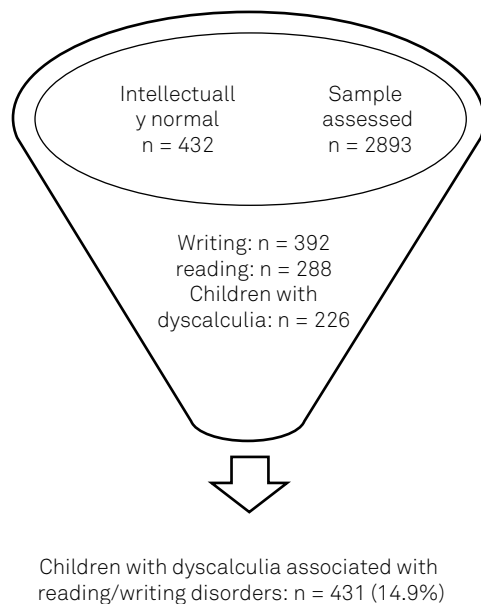 Intellectuall
y normal
n = 432
Sample
assessed
n = 2893
Writing: n = 392
reading: n = 288
Children with
dyscalculia: n = 226
Children with dyscalculia associated with
reading/writing disorders: n = 431 (14.9%)